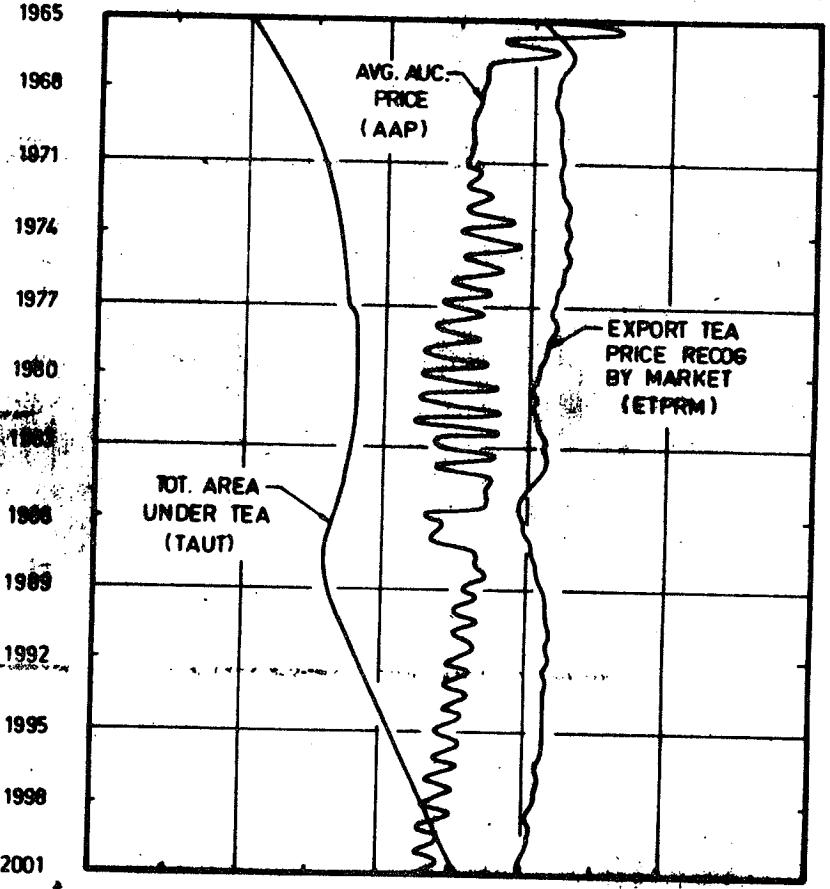 1965
1968
1971
1974
1977
1980
1989
1992
1995
1998
2001
AVG. AUC.
PRICE
(AAP)
EXPORT TEA
PRICE RECOG
BY MARKET
(ETPRM)
TOT. AREA
UNDER TEA
(TAUT)